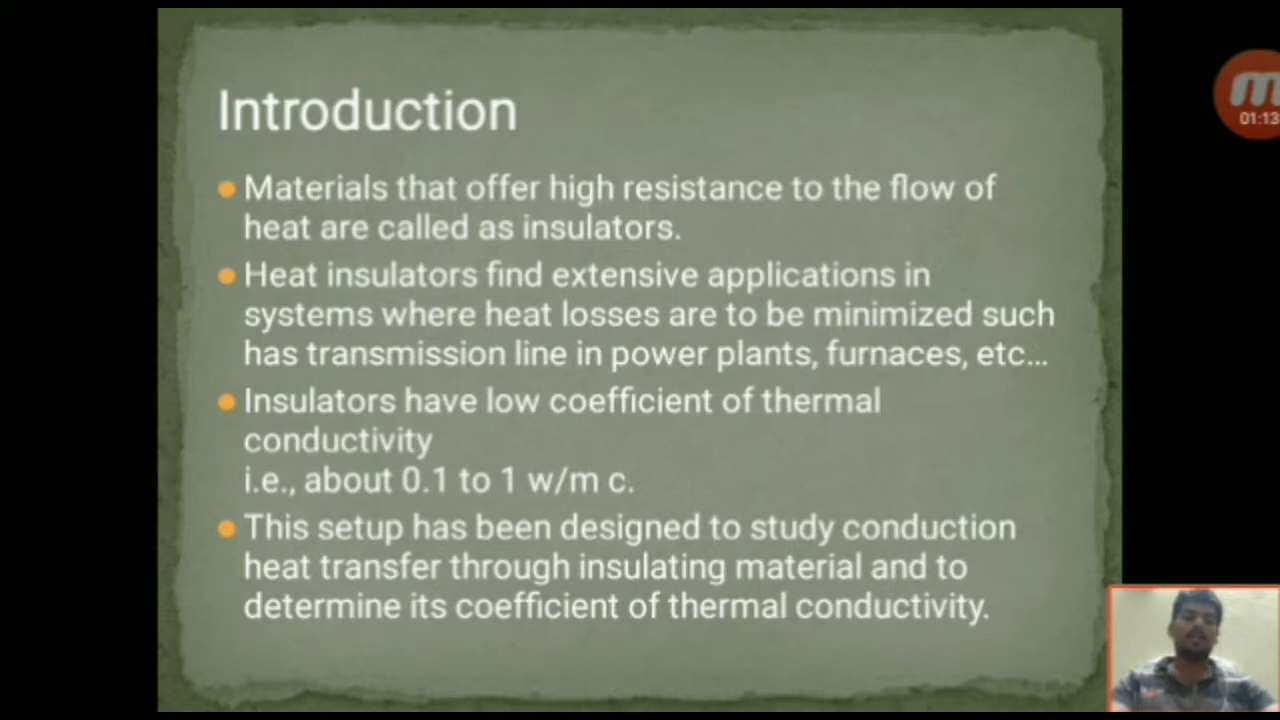 Introduction
Materials that offer high resistance to the flow of
heat are called as insulators.
Heat insulators find extensive applications in
systems where heat losses are to be minimized such
has transmission line in power plants, furnaces, etc...
Insulators have low coefficient of thermal
conductivity
i.e., about 0.1 to 1 w/m c.
This setup has been designed to study conduction
heat transfer through insulating material and to
determine its coefficient of thermal conductivity.
m
01:13